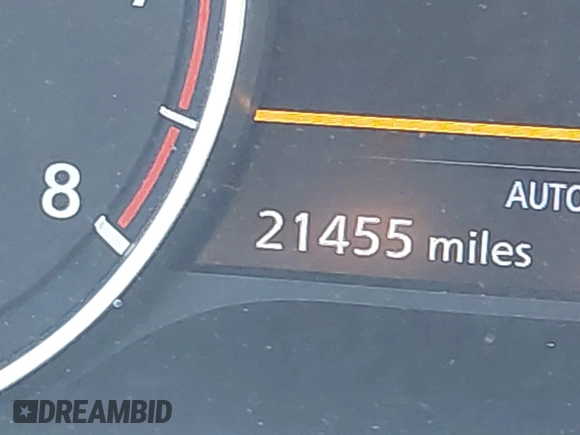 8
AUTO
21455 miles
DREAMBID